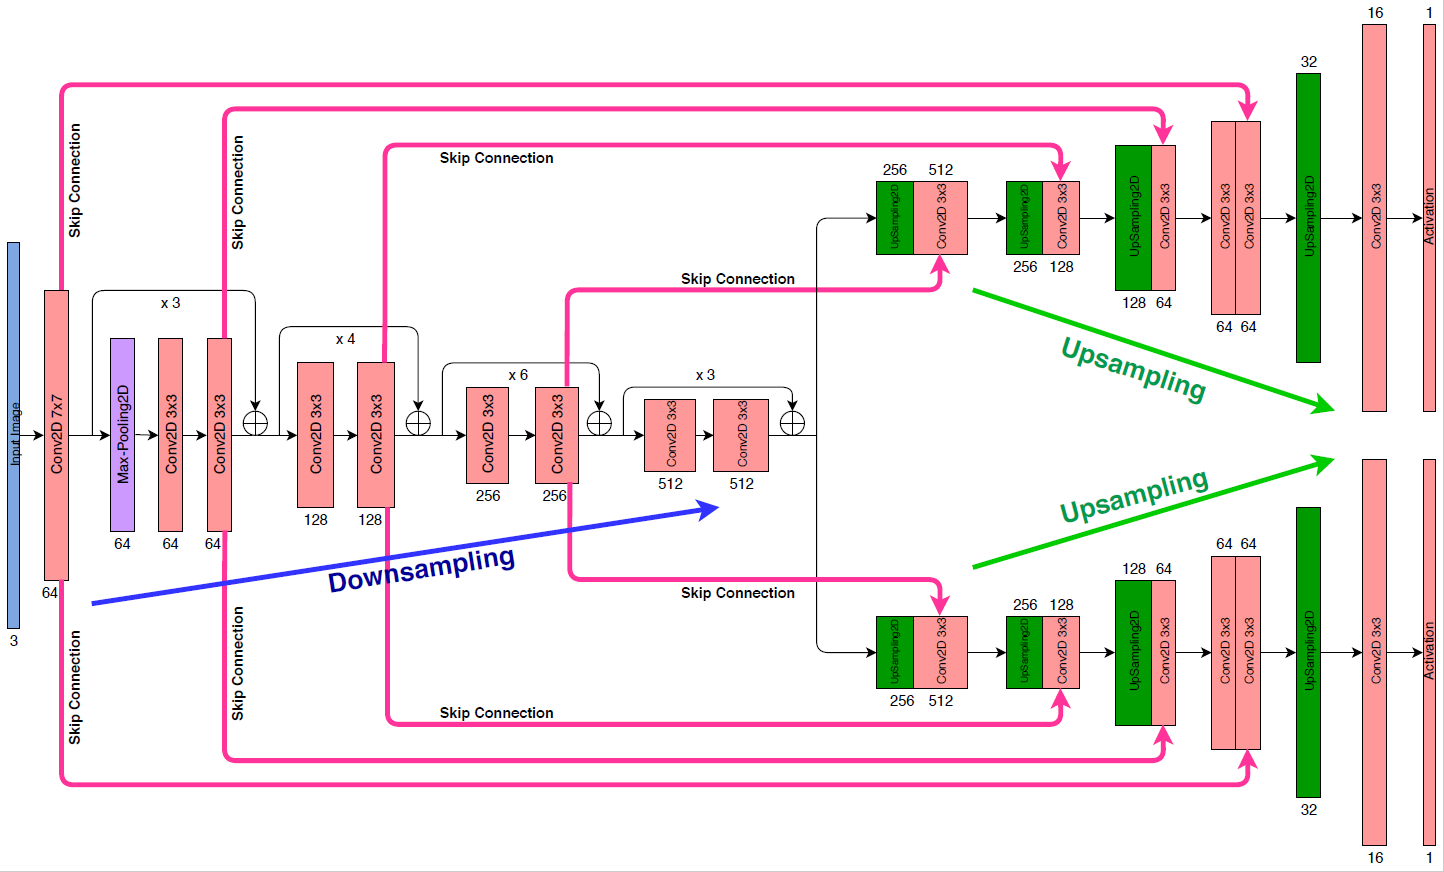 Input Image
3
Conv2D 7x7
64
Skip Connection
Skip Connection
x 3
Max-Pooling2D
64
Conv2D 3x3
64
Conv2D 3x3
64
Skip Connection
Skip Connection
x 4
Conv2D 3x3
128
Conv2D 3x3
128
Skip Connection
Skip Connection
x 6
Conv2D 3x3
256
Conv2D 3x3
256
Skip Connection
Skip Connection
x 3
Conv2D 3x3
512
Conv2D 3x3
512
Downsampling
256 512
UpSampling2D
Conv2D 3x3
UpSampling2D
Conv2D 3x3
256 128
UpSampling2D
Conv2D 3x3
128 64
Conv2D 3x3
Conv2D 3x3
64 64
32
UpSampling2D
16
Conv2D 3x3
1
Activation
Upsampling
Upsampling
UpSampling2D
Conv2D 3x3
256 512
256 128
UpSampling2D
Conv2D 3x3
128 64
UpSampling2D
Conv2D 3x3
64 64
Conv2D 3x3
Conv2D 3x3
UpSampling2D
32
Conv2D 3x3
16
Activation
1